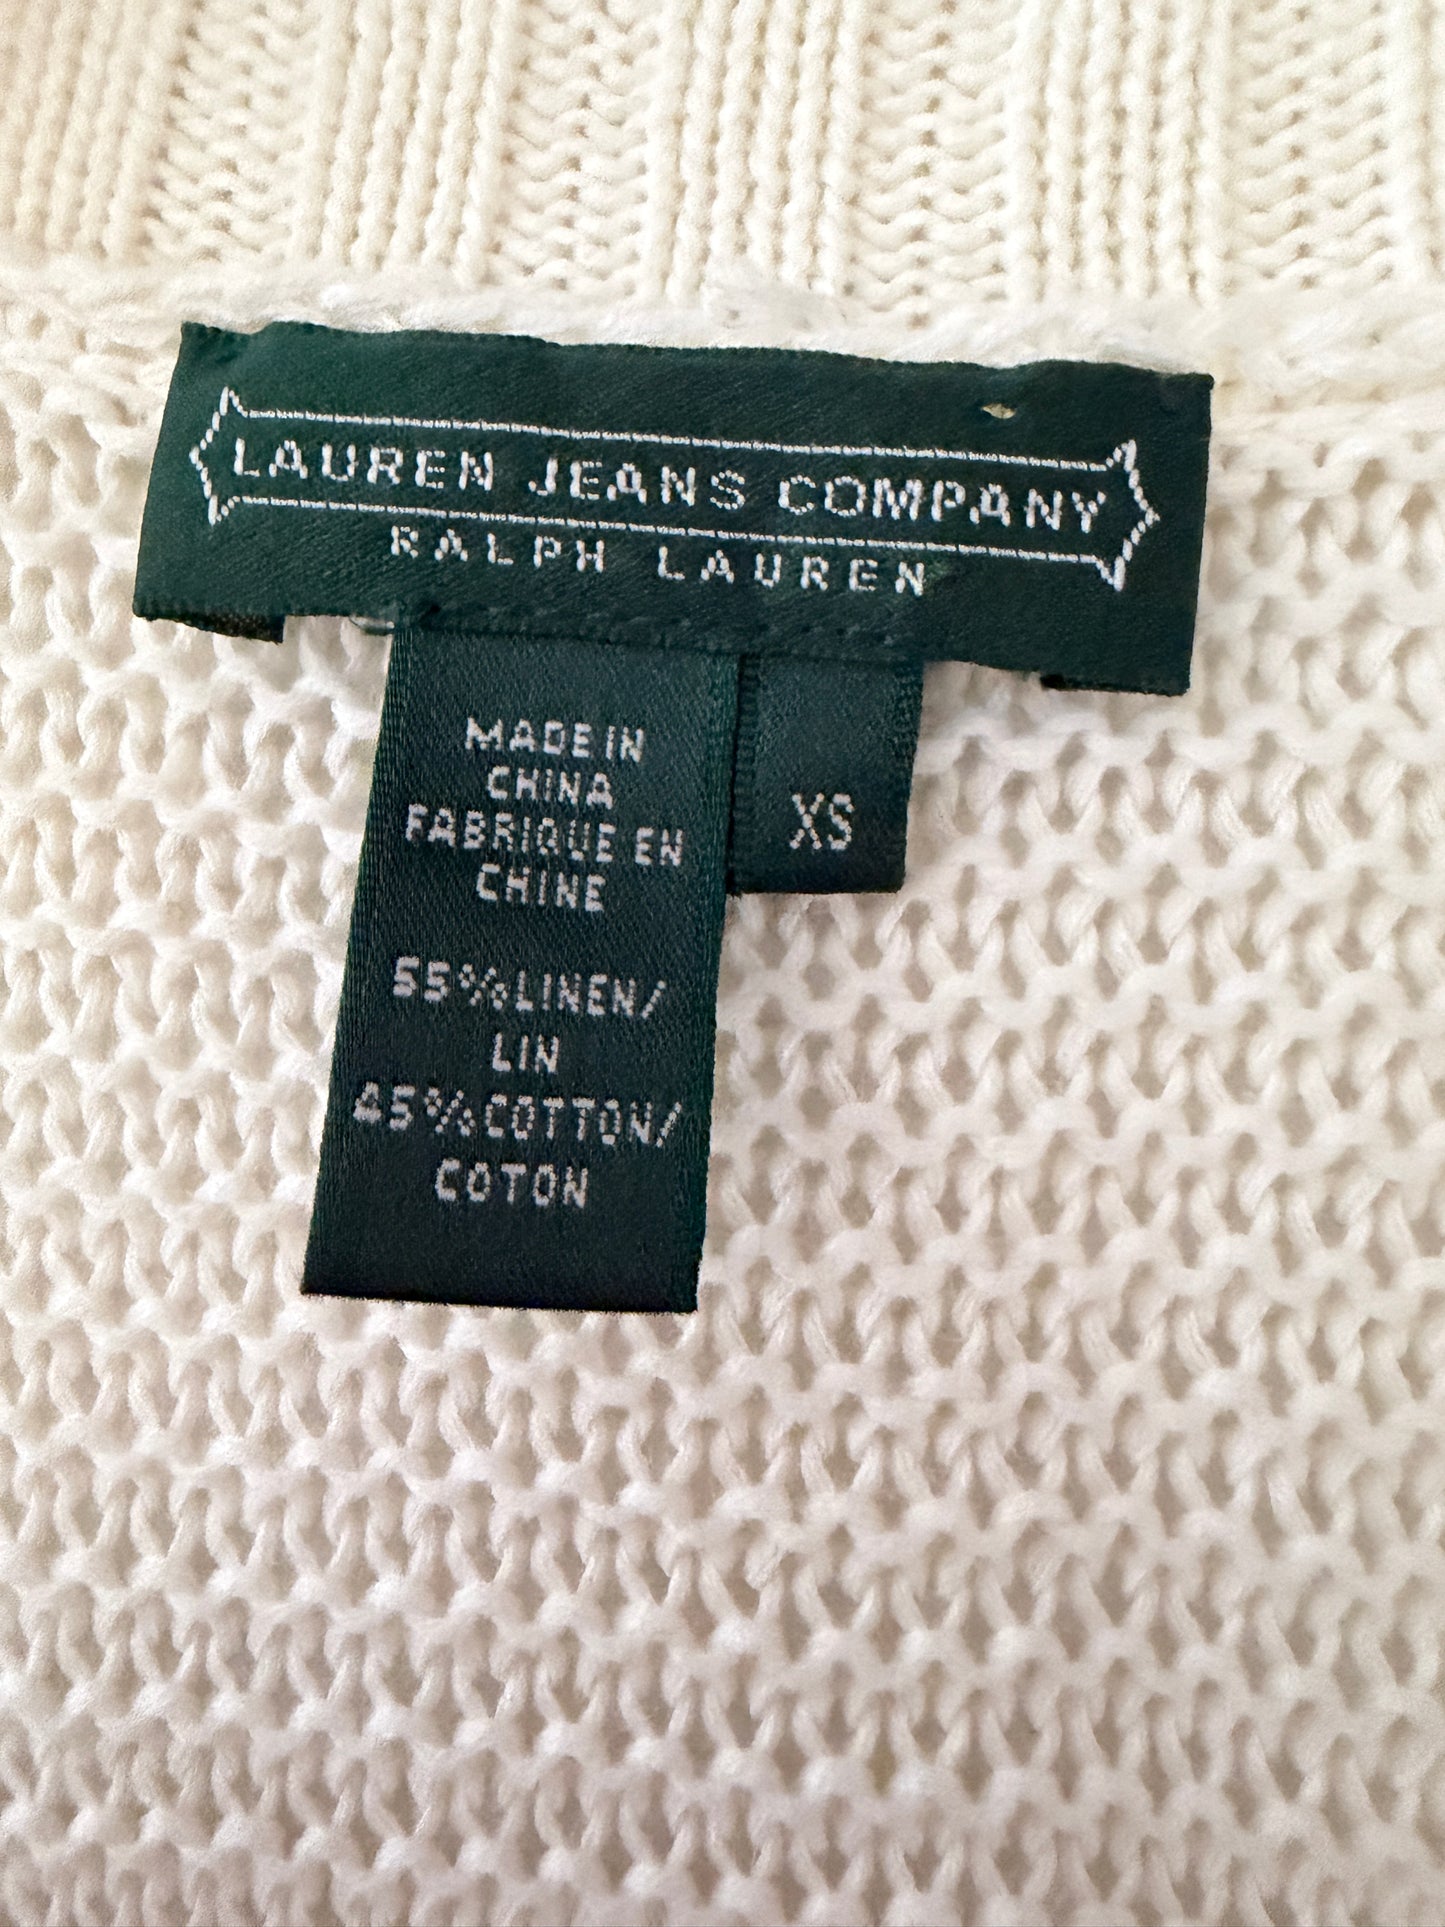 LAUREN JEANS COMPANY
RALPH LAUREN
MADE IN
CHINA
FABRIQUE EN
CHINE
55%LINEN/
LIN
45%COTTON/
COTON
XS